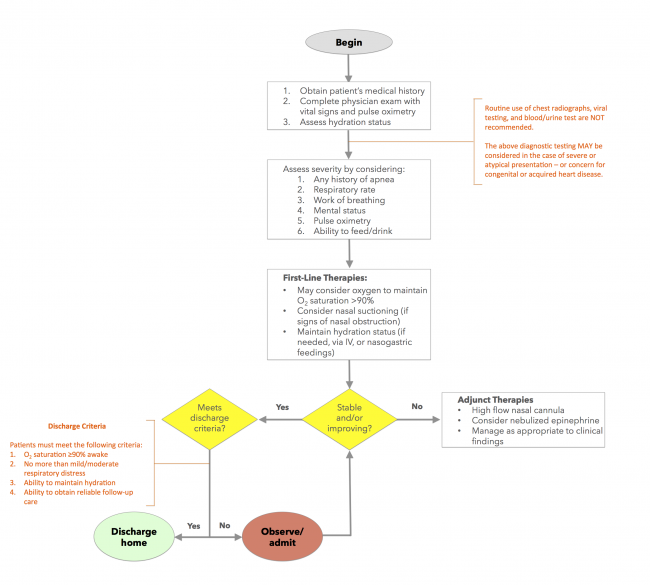 Begin
1. Obtain patient's medical history
2. Complete physician exam with
vital signs and pulse oximetry
3. Assess hydration status
Routine use of chest radiographs, viral
testing, and blood/urine test are NOT
recommended.
The above diagnostic testing MAY be
considered in the case of severe or
atypical presentation – or concern for
congenital or acquired heart disease.
Assess severity by considering:
1. Any history of apnea
2. Respiratory rate
3. Work of breathing
4. Mental status
5. Pulse oximetry
6. Ability to feed/drink
First-Line Therapies:
• May consider oxygen to maintain
O2 saturation >90%
• Consider nasal suctioning (if
signs of nasal obstruction)
• Maintain hydration status (if
needed, via IV, or nasogastric
feedings)
Meets
discharge
criteria?
Yes
Stable
and/or
improving?
No
Adjunct Therapies
• High flow nasal cannula
• Consider nebulized epinephrine
• Manage as appropriate to clinical
findings
Discharge Criteria
Patients must meet the following criteria:
1. O2 saturation ≥90% awake
2. No more than mild/moderate
respiratory distress
3. Ability to maintain hydration
4. Ability to obtain reliable follow-up
care
Discharge
home
Yes
No
Observe/
admit